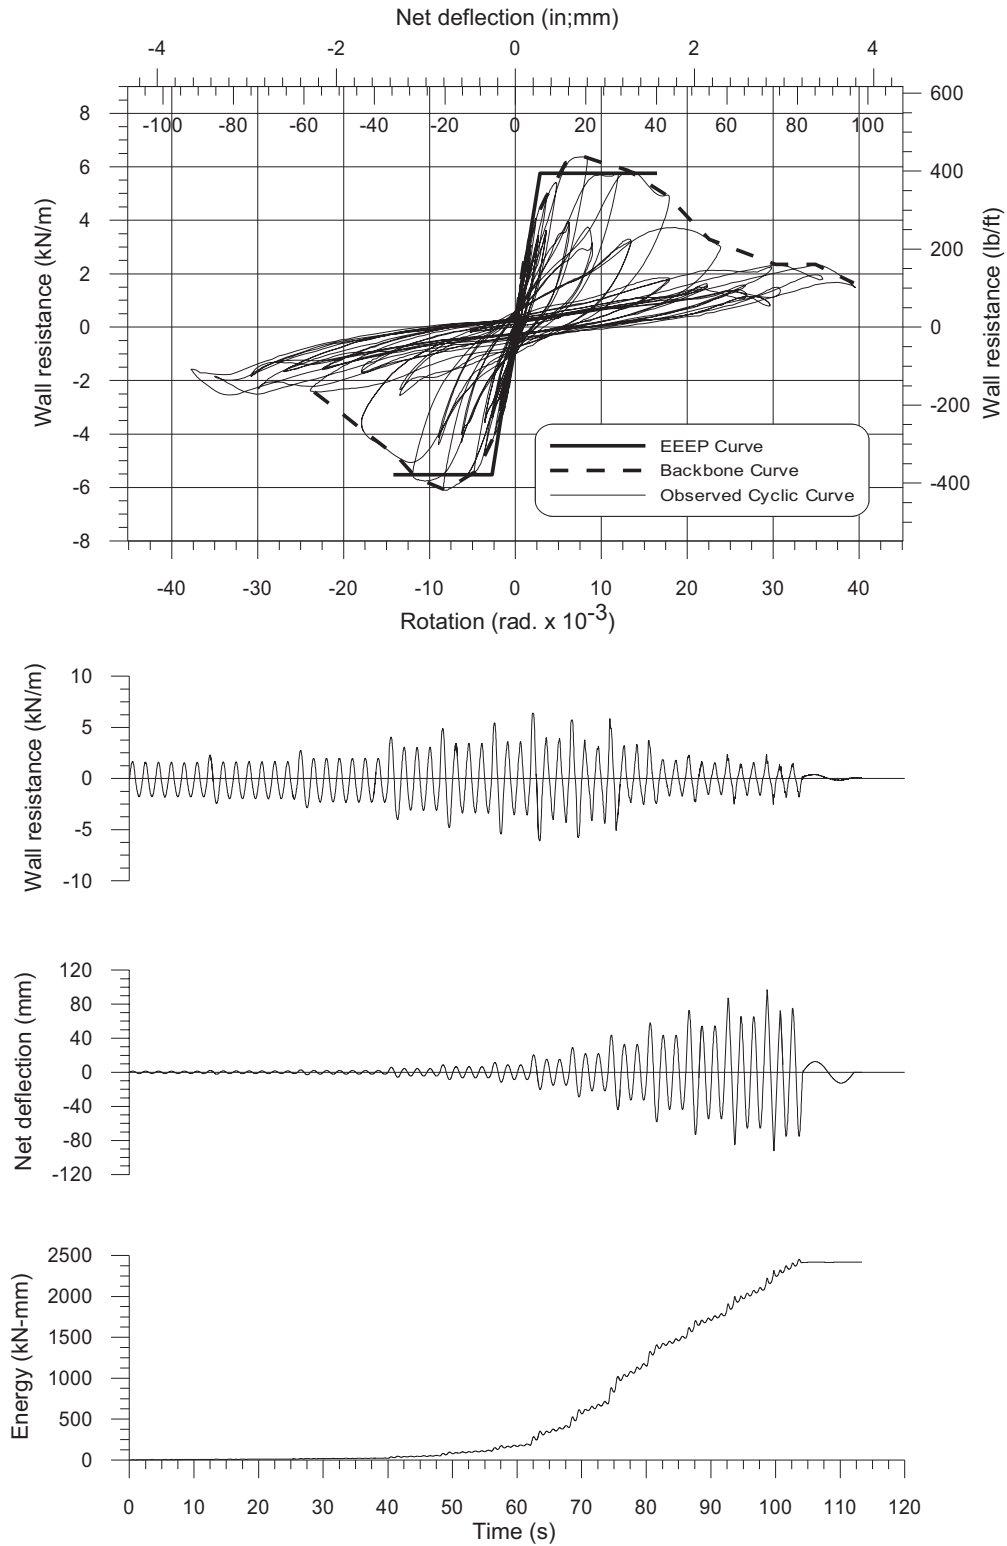 Net deflection (in;mm)
-4 -2 0 2 4
-100 -80 -60 -40 -20 0 20 40 60 80 100
8
6
4
2
0
-2
-4
-6
-8
Wall resistance (kN/m)
600
400
200
0
-200
-400
Wall resistance (lb/ft)
EEEP Curve
Backbone Curve
Observed Cyclic Curve
-40 -30 -20 -10 0 10 20 30 40
Rotation (rad. x 10-3)
10
5
0
-5
-10
Wall resistance (kN/m)
120
80
40
0
-40
-80
-120
Net deflection (mm)
2500
2000
1500
1000
500
0
Energy (kN-mm)
0 10 20 30 40 50 60 70 80 90 100 110 120
Time (s)